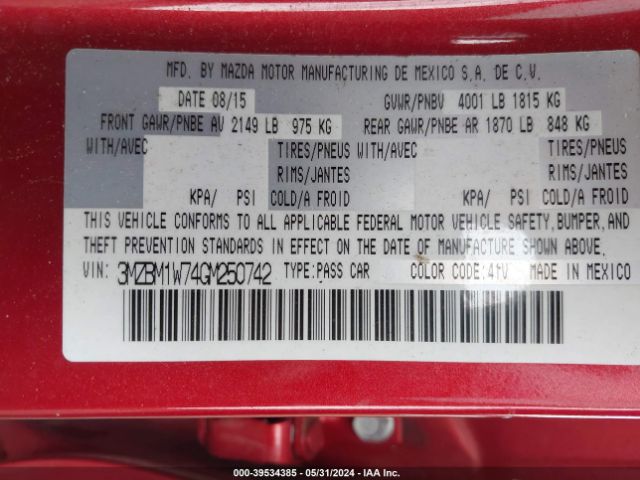 MFD. BY MAZDA MOTOR MANUFACTURING DE MEXICO S.A. DE C.V.
DATE 08/15 GVWR/PNBV 4001 LB 1815 KG
FRONT GAWR/PNBE AV 2149 LB 975 KG REAR GAWR/PNBE AR 1870 LB 848 KG
WITH/AVEC TIRES/PNEUS WITH/AVEC TIRES/PNEUS
RIMS/JANTES RIMS/JANTES
KPA/ PSI COLD/A FROID KPA/ PSI COLD/A FROID
THIS VEHICLE CONFORMS TO ALL APPLICABLE FEDERAL MOTOR VEHICLE SAFETY, BUMPER, AND
THEFT PREVENTION STANDARDS IN EFFECT ON THE DATE OF MANUFACTURE SHOWN ABOVE.
VIN: 3MZBM1W74GM250742 TYPE:PASS CAR COLOR CODE:41V MADE IN MEXICO
000-39534385 - 05/31/2024 - IAA Inc.